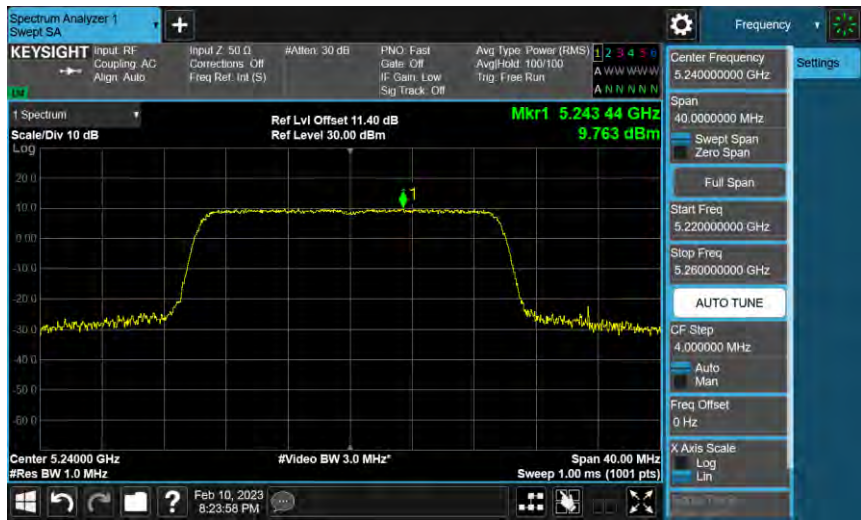 Spectrum Analyzer 1
Swept SA
Frequency
KEYSIGHT
Input: RF
Coupling: AC
Align: Auto
Input Z: 50 Ω
Corrections: Off
Freq Ref: Int (S)
#Atten: 30 dB
PNO: Fast
Gate: Off
IF Gain: Low
Sig Track: Off
Avg Type: Power (RMS)
Avg|Hold: 100/100
Trig: Free Run
1 2 3 4 5 6
A W W W W W
A N N N N N
1 Spectrum
Scale/Div 10 dB
Log
Ref Lvl Offset 11.40 dB
Ref Level 30.00 dBm
Mkr1 5.243 44 GHz
9.763 dBm
20.0
10.0
0.00
-10.0
-20.0
-30.0
-40.0
-50.0
-60.0
1
Center 5.24000 GHz
#Res BW 1.0 MHz
#Video BW 3.0 MHz*
Span 40.00 MHz
Sweep 1.00 ms (1001 pts)
Feb 10, 2023
8:23:58 PM
?
Center Frequency
5.240000000 GHz
Settings
Span
40.0000000 MHz
Swept Span
Zero Span
Full Span
Start Freq
5.220000000 GHz
Stop Freq
5.260000000 GHz
AUTO TUNE
CF Step
4.000000 MHz
Auto
Man
Freq Offset
0 Hz
X Axis Scale
Log
Lin